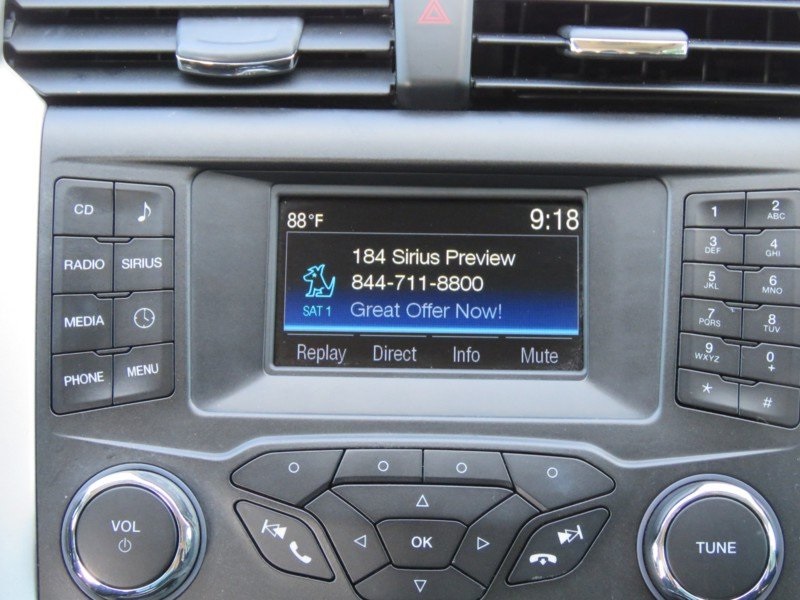 88°F 9:18
184 Sirius Preview
844-711-8800
SAT 1 Great Offer Now!
Replay Direct Info Mute
CD
RADIO SIRIUS
MEDIA
PHONE MENU
1 2 ABC
3 DEF 4 GHI
5 JKL 6 MNO
7 PQRS 8 TUV
9 WXYZ 0 +
* #
VOL
OK
TUNE